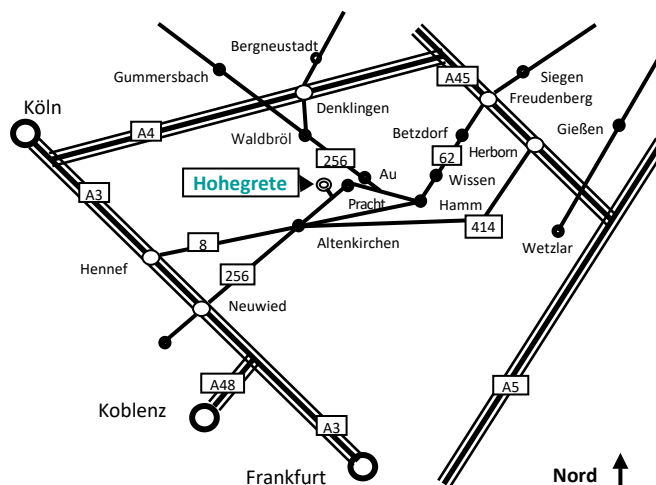 Bergneustadt
Gummersbach
A45
Siegen
Köln
Denklingen
Freudenberg
A4
Waldbröl
Betzdorf
Gießen
256
62
Herborn
Au
Wissen
Hohegrete
A3
Pracht
Hamm
414
8
Altenkirchen
Wetzlar
Hennef
256
Neuwied
A48
A5
Koblenz
A3
Frankfurt
Nord